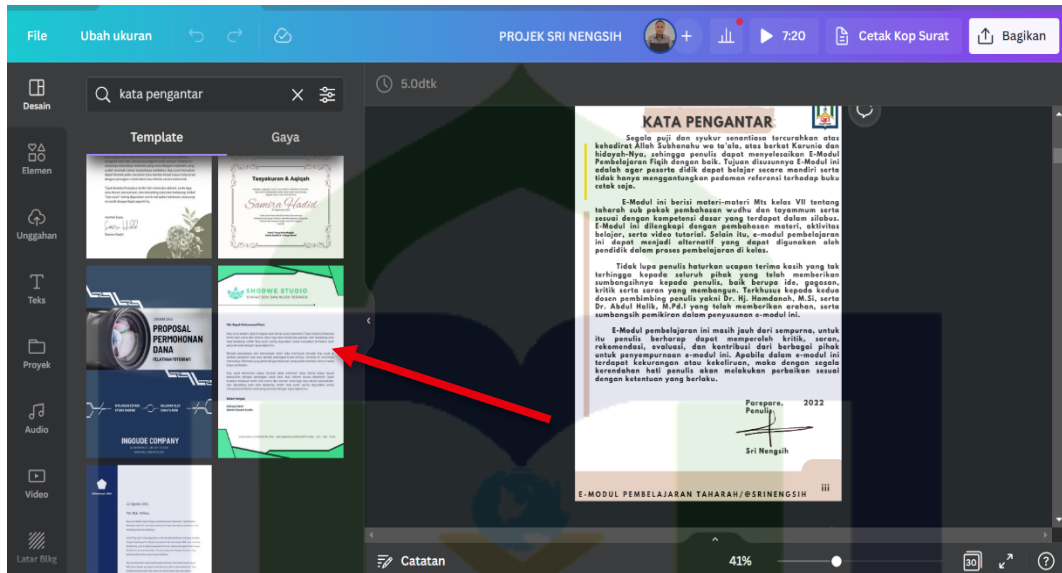 File
Ubah ukuran
PROJEK SRI NENGSIH
7:20
Cetak Kop Surat
Bagikan
Desain
Elemen
Unggahan
Teks
Proyek
Audio
Video
Latar Blkg
kata pengantar
Template
Gaya
Tasyakuran & Aqiqah
Samira Hadid
PROPOSAL
PERMOHONAN
DANA
PELATIHAN FOTOGRAFI
INGOUDE COMPANY
SHODWE STUDIO
5.0dtk
KATA PENGANTAR
Segala puji dan syukur senantiasa tercurahkan atas
kehadirat Allah Subhanahu wa ta'ala, atas berkat Karunia dan
hidayah-Nya, sehingga penulis dapat menyelesaikan E-Modul
Pembelajaran Fiqih dengan baik. Tujuan disusunnya E-Modul ini
adalah agar peserta didik dapat belajar secara mandiri serta
tidak hanya menggantungkan pedoman referensi terhadap buku
cetak saja.
E-Modul ini berisi materi-materi Mts kelas VII tentang
taharah sub pokok pembahasan wudhu dan tayammum serta
sesuai dengan kompetensi dasar yang terdapat dalam silabus.
E-Modul ini dilengkapi dengan pembahasan materi, aktivitas
belajar, serta video tutorial. Selain itu, e-modul pembelajaran
ini dapat menjadi alternatif yang dapat digunakan oleh
pendidik dalam proses pembelajaran di kelas.
Tidak lupa penulis haturkan ucapan terima kasih yang tak
terhingga kepada seluruh pihak yang telah memberikan
sumbangsihnya kepada penulis, baik berupa ide, gagasan,
kritik serta saran yang membangun. Terkhusus kepada kedua
dosen pembimbing penulis yakni Dr. Hj. Hamdanah, M.Si, serta
Dr. Abdul Halik, M.Pd.I yang telah memberikan arahan, serta
sumbangsih pemikiran dalam penyusunan e-modul ini.
E-Modul pembelajaran ini masih jauh dari sempurna, untuk
itu penulis berharap dapat memperoleh kritik, saran,
rekomendasi, evaluasi, dan kontribusi dari berbagai pihak
untuk penyempurnaan e-modul ini. Apabila dalam e-modul ini
terdapat kekurangan atau kekeliruan, maka dengan segala
kerendahan hati penulis akan melakukan perbaikan sesuai
dengan ketentuan yang berlaku.
Parepare, 2022
Penulis
Sri Nengsih
E-MODUL PEMBELAJARAN TAHARAH/@SRINENGSIH
iii
Catatan
41%
30